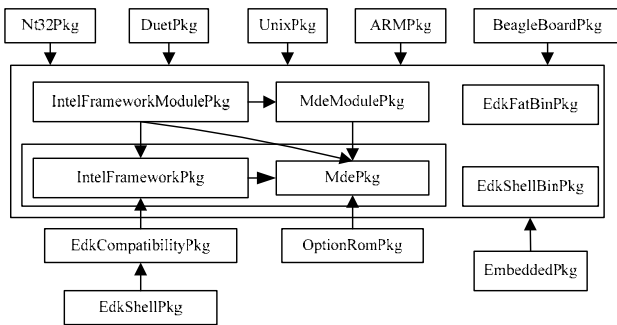 Nt32Pkg
DuetPkg
UnixPkg
ARMPkg
BeagleBoardPkg
IntelFrameworkModulePkg
MdeModulePkg
EdkFatBinPkg
IntelFrameworkPkg
MdePkg
EdkShellBinPkg
EdkCompatibilityPkg
OptionRomPkg
EmbeddedPkg
EdkShellPkg